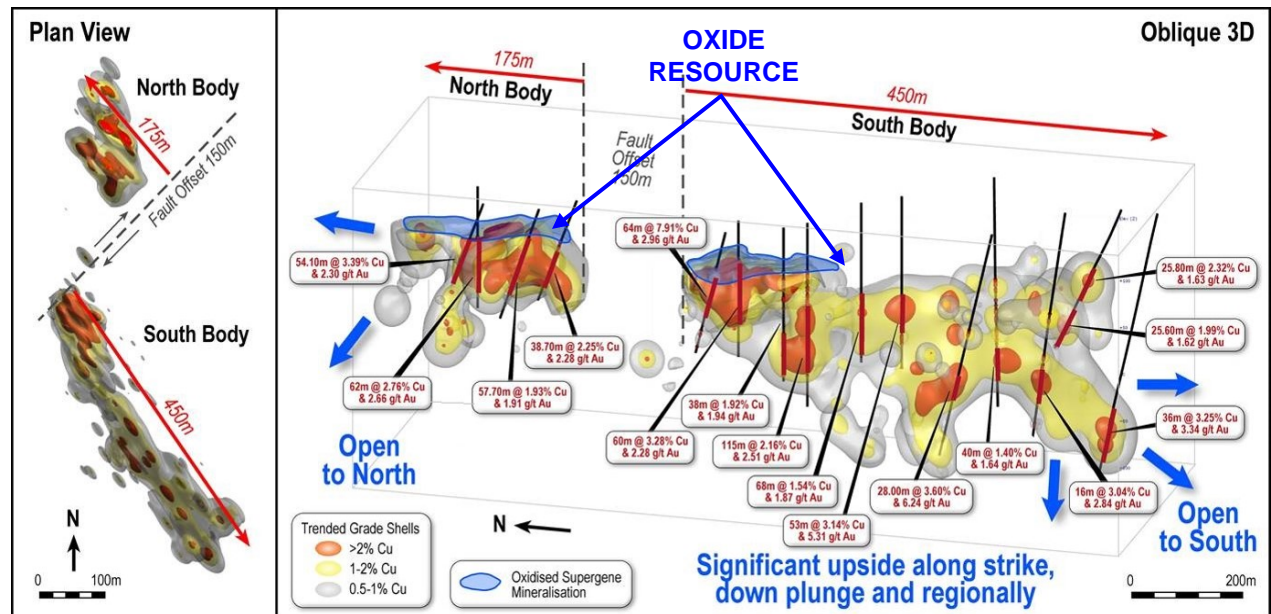 Plan View
North Body
175m
Fault Offset 150m
South Body
450m
N
0
100m
Oblique 3D
OXIDE
RESOURCE
175m
North Body
450m
South Body
Fault
Offset
150m
54.10m @ 3.39% Cu
& 2.30 g/t Au
62m @ 2.76% Cu
& 2.66 g/t Au
57.70m @ 1.93% Cu
& 1.91 g/t Au
38.70m @ 2.25% Cu
& 2.28 g/t Au
64m @ 7.91% Cu
& 2.96 g/t Au
60m @ 3.28% Cu
& 2.28 g/t Au
38m @ 1.92% Cu
& 1.94 g/t Au
115m @ 2.16% Cu
& 2.51 g/t Au
68m @ 1.54% Cu
& 1.87 g/t Au
53m @ 3.14% Cu
& 5.31 g/t Au
28.00m @ 3.60% Cu
& 6.24 g/t Au
40m @ 1.40% Cu
& 1.64 g/t Au
16m @ 3.04% Cu
& 2.84 g/t Au
36m @ 3.25% Cu
& 3.34 g/t Au
25.60m @ 1.99% Cu
& 1.62 g/t Au
25.80m @ 2.32% Cu
& 1.63 g/t Au
Open
to North
Open
to South
N
Trended Grade Shells
>2% Cu
1-2% Cu
0.5-1% Cu
Oxidised Supergene
Mineralisation
Significant upside along strike,
down plunge and regionally
0
200m